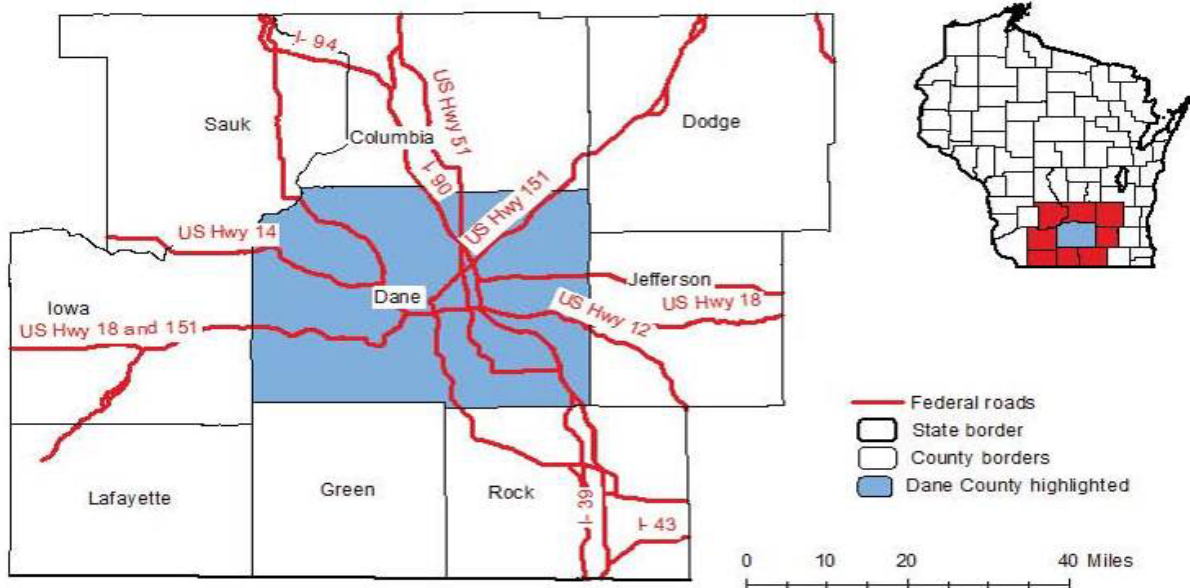 I- 94
US Hwy 51
Sauk
Columbia
Dodge
I 90
US Hwy 151
US Hwy 14
Jefferson
Iowa
Dane
US Hwy 18
US Hwy 12
US Hwy 18 and 151
Federal roads
State border
County borders
Dane County highlighted
Lafayette
Green
Rock
I- 39
I- 43
0 10 20 40 Miles